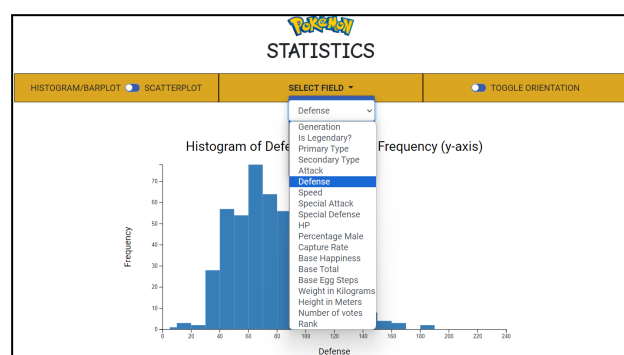 POKéMON
STATISTICS
HISTOGRAM/BARPLOT SCATTERPLOT
SELECT FIELD
TOGGLE ORIENTATION
Defense
Generation
Is Legendary?
Primary Type
Secondary Type
Attack
Defense
Speed
Special Attack
Special Defense
HP
Percentage Male
Capture Rate
Base Happiness
Base Total
Base Egg Steps
Weight in Kilograms
Height in Meters
Number of votes
Rank
Histogram of Defe Frequency (y-axis)
Frequency
70
60
50
40
30
20
10
0
0 20 40 60 80 100 120 140 160 180 200 220 240
Defense